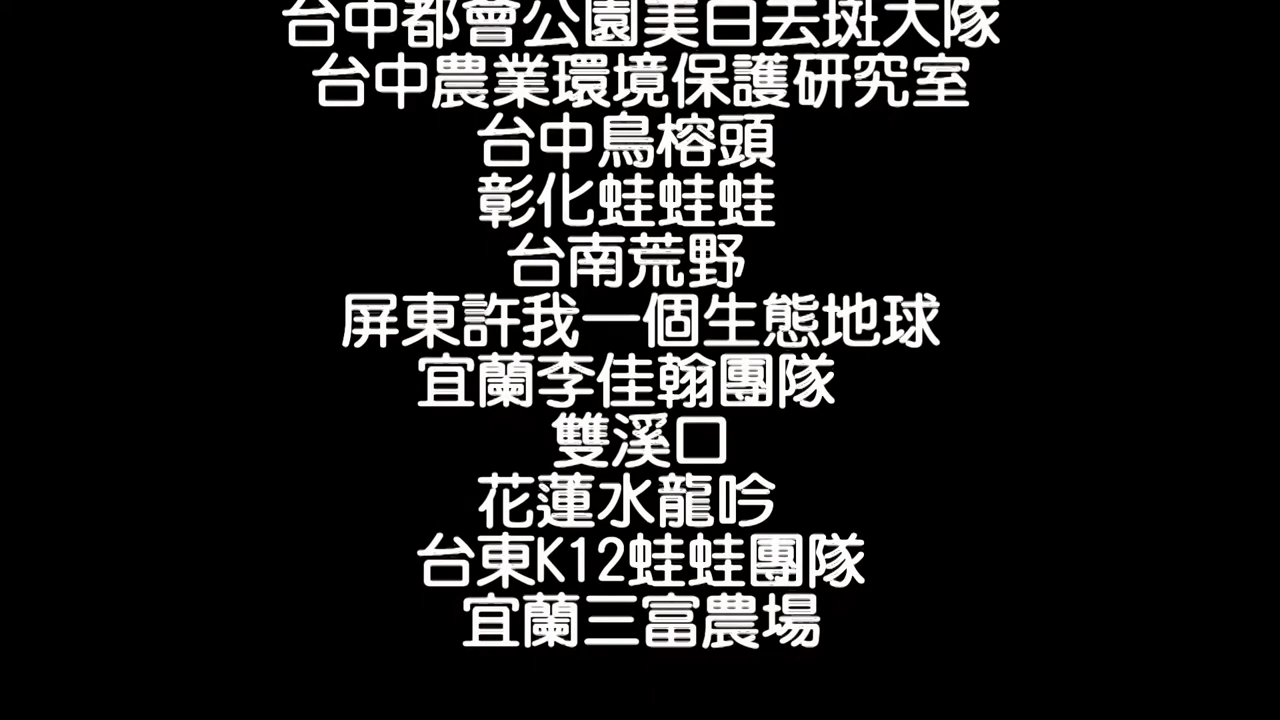 台中都會公園美白去斑大隊
台中農業環境保護研究室
台中鳥榕頭
彰化蛙蛙蛙
台南荒野
屏東許我一個生態地球
宜蘭李佳翰團隊
雙溪口
花蓮水龍吟
台東K12蛙蛙團隊
宜蘭三富農場